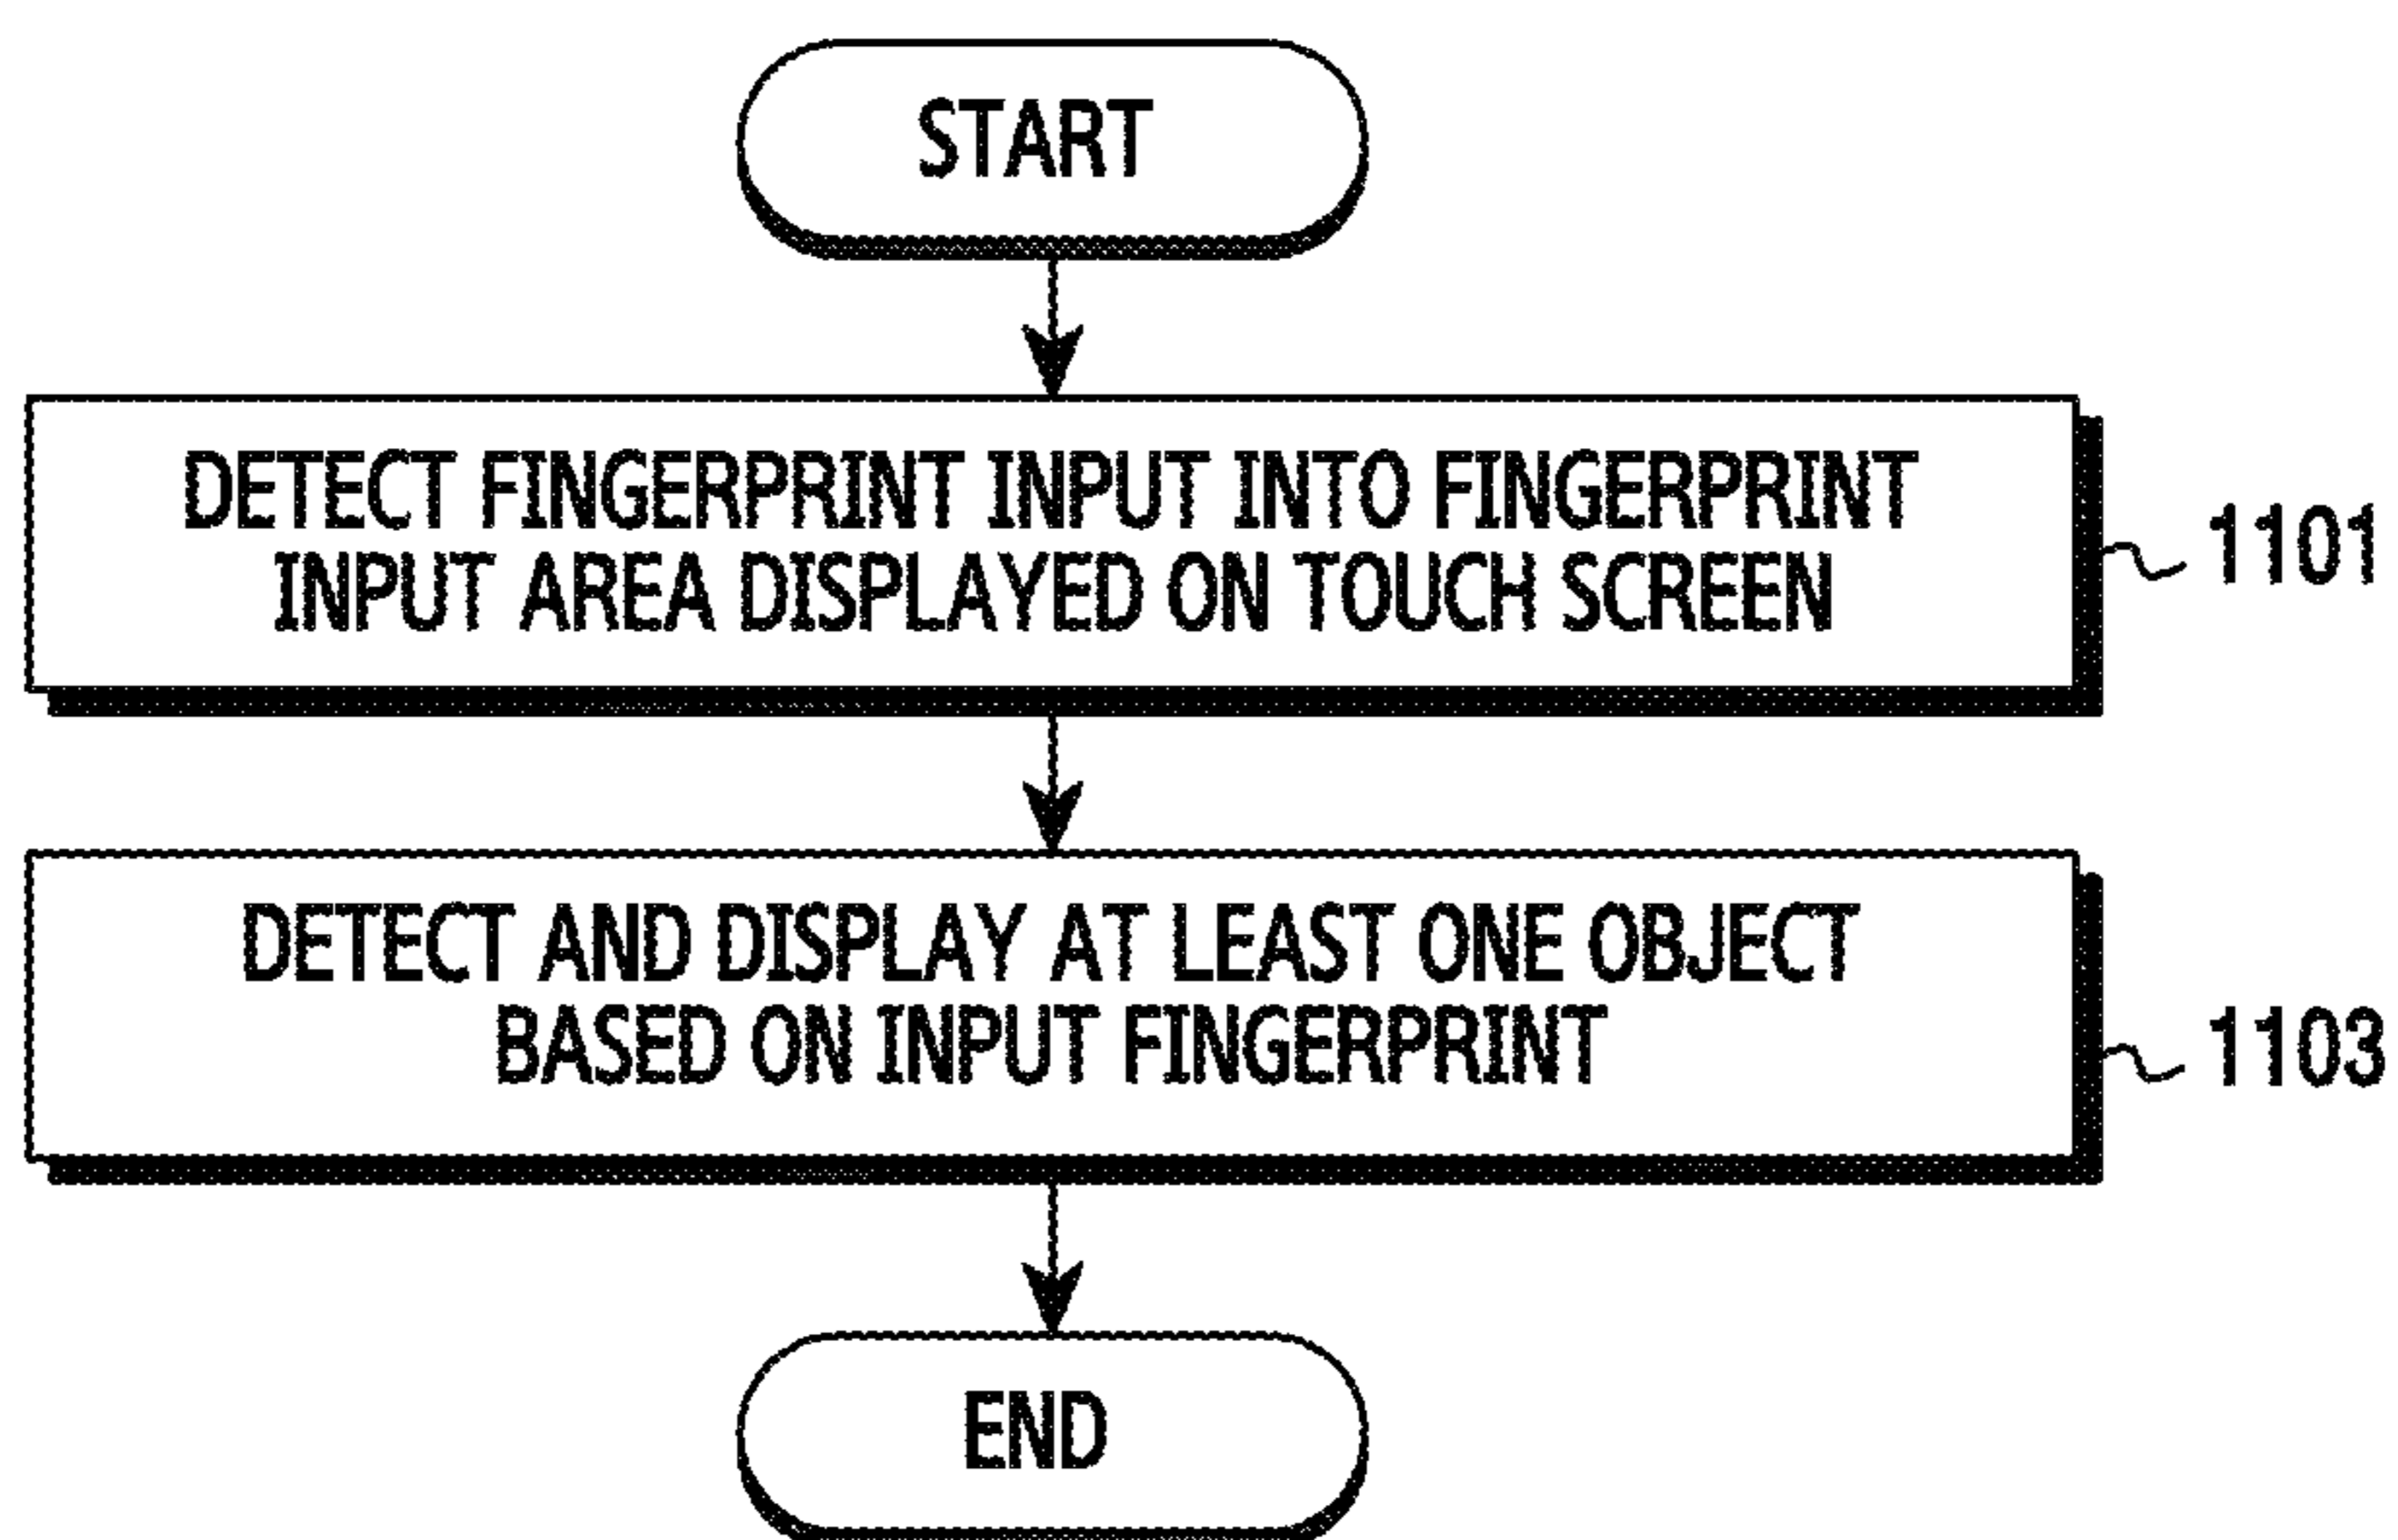 START
DETECT FINGERPRINT INPUT INTO FINGERPRINT
INPUT AREA DISPLAYED ON TOUCH SCREEN
1101
DETECT AND DISPLAY AT LEAST ONE OBJECT
BASED ON INPUT FINGERPRINT
1103
END